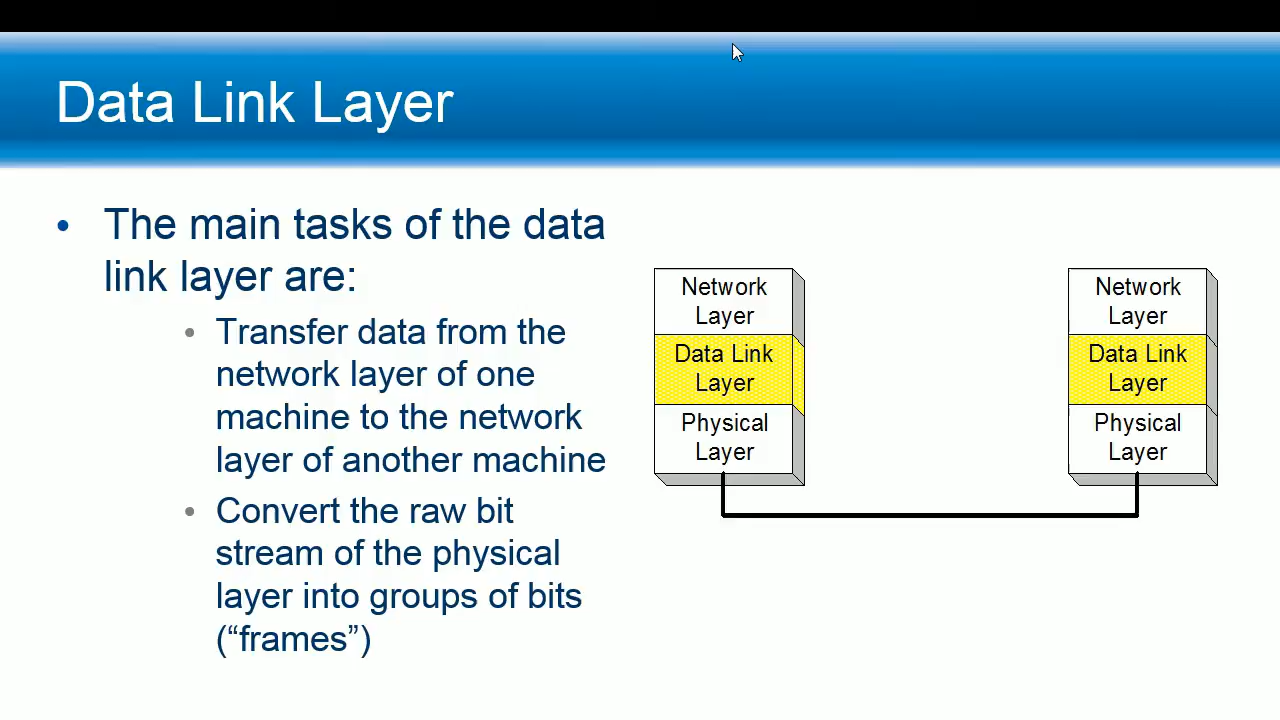 Data Link Layer
• The main tasks of the data
link layer are:
• Transfer data from the
network layer of one
machine to the network
layer of another machine
• Convert the raw bit
stream of the physical
layer into groups of bits
(“frames”)
Network
Layer
Data Link
Layer
Physical
Layer
Network
Layer
Data Link
Layer
Physical
Layer